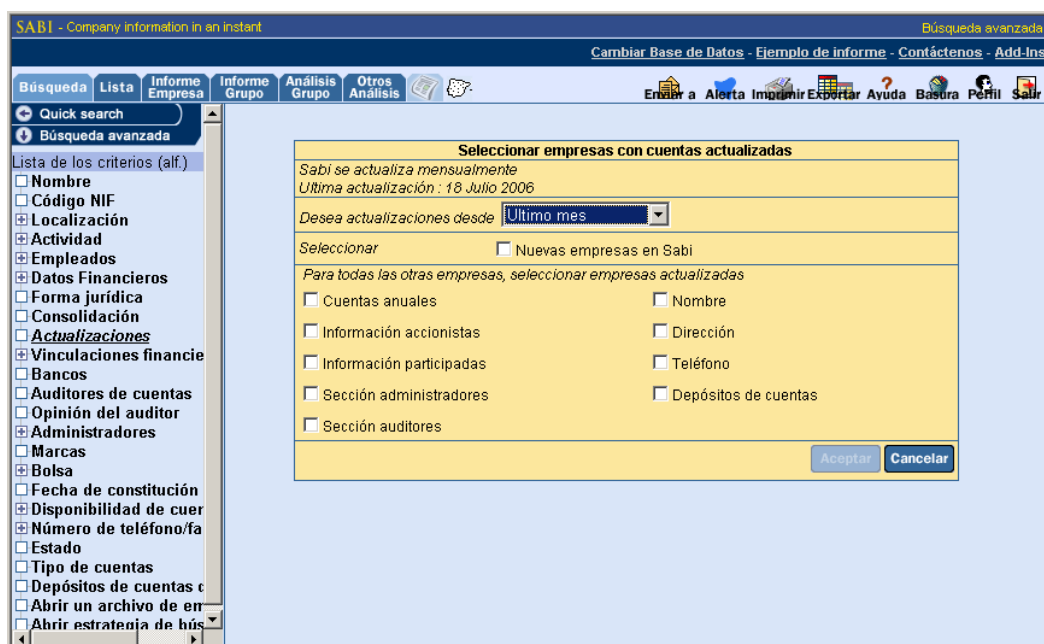 SABI - Company information in an instant
Búsqueda avanzada
Cambiar Base de Datos - Ejemplo de informe - Contáctenos - Add-Ins
Búsqueda Lista Informe Empresa Informe Grupo Análisis Grupo Otros Análisis
Enviar a Alerta Imprimir Exportar Ayuda Basura Perfil Salir
Quick search
Búsqueda avanzada
Lista de los criterios (alf.)
Nombre
Código NIF
Localización
Actividad
Empleados
Datos Financieros
Forma jurídica
Consolidación
Actualizaciones
Vinculaciones financie
Bancos
Auditores de cuentas
Opinión del auditor
Administradores
Marcas
Bolsa
Fecha de constitución
Disponibilidad de cuer
Número de teléfono/fa
Estado
Tipo de cuentas
Depósitos de cuentas
Abrir un archivo de em
Abrir estrategia de bús
Seleccionar empresas con cuentas actualizadas
Sabi se actualiza mensualmente
Ultima actualización : 18 Julio 2006
Desea actualizaciones desde Ultimo mes
Seleccionar Nuevas empresas en Sabi
Para todas las otras empresas, seleccionar empresas actualizadas
Cuentas anuales Nombre
Información accionistas Dirección
Información participadas Teléfono
Sección administradores Depósitos de cuentas
Sección auditores
Aceptar Cancelar